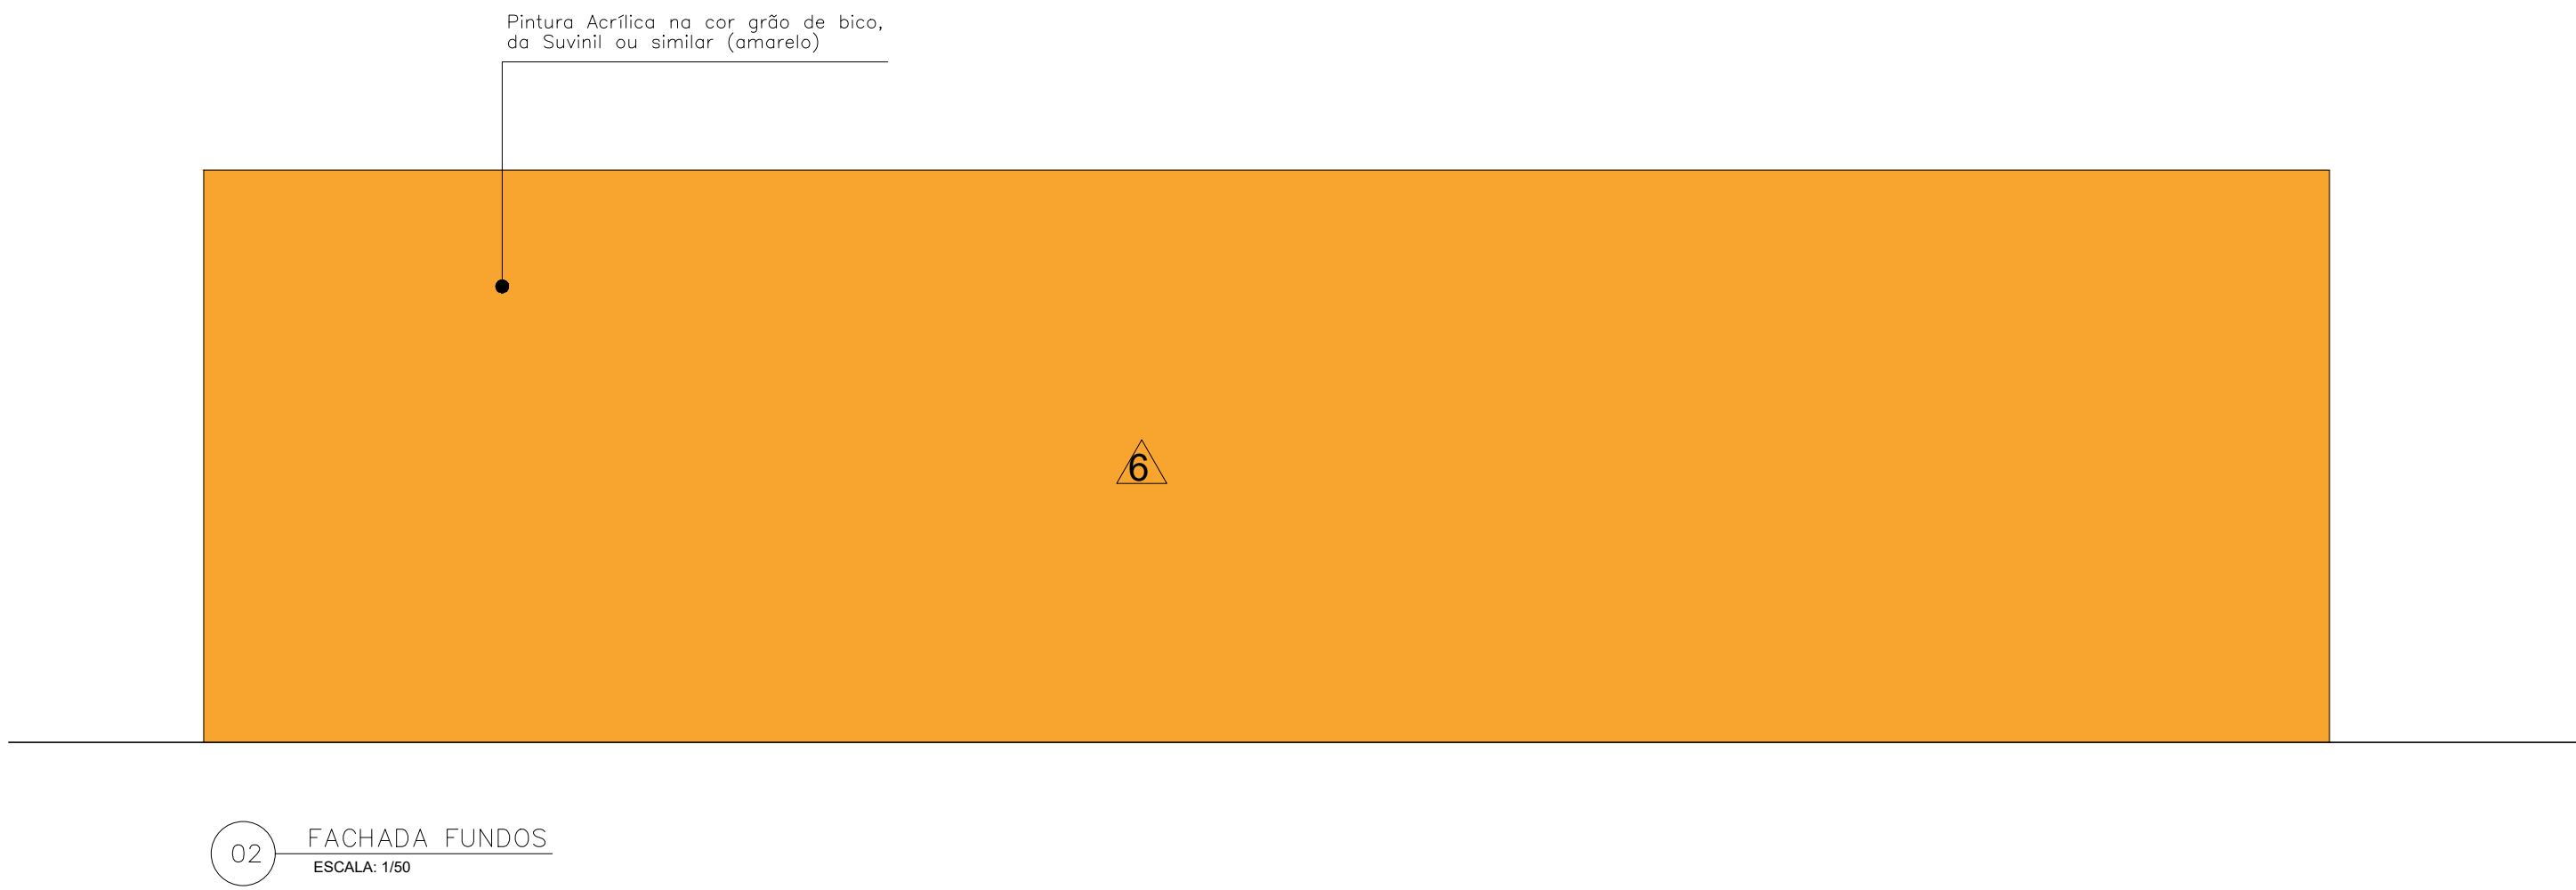 Pintura Acrílica na cor grão de bico,
da Suvinil ou similar (amarelo)
6
02
FACHADA FUNDOS
ESCALA: 1/50